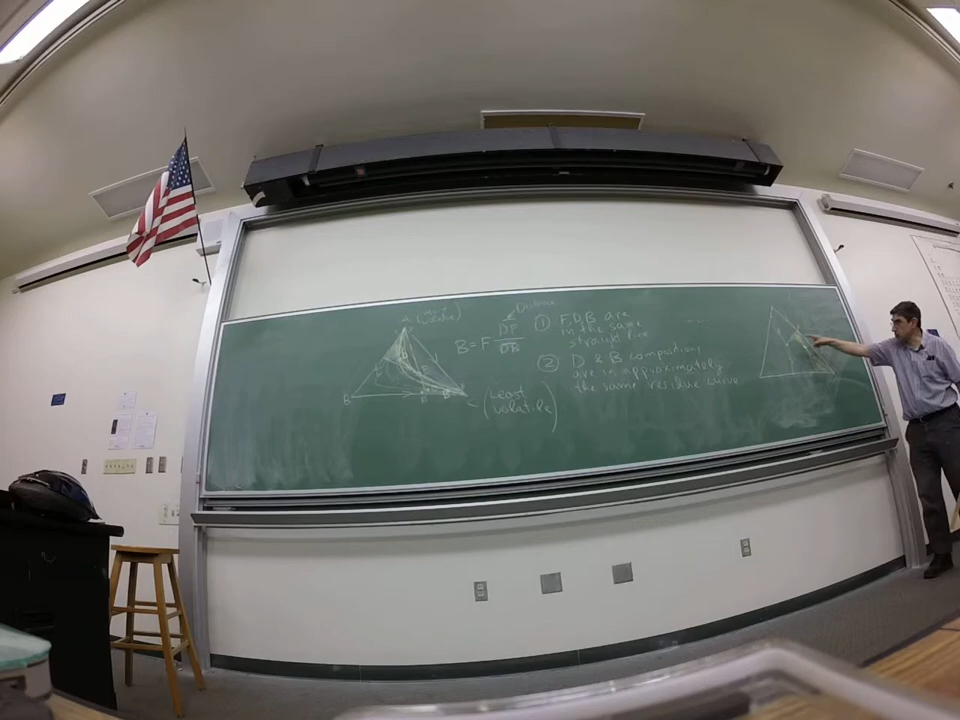 A
B = F DF / DB
Distance
① F, D, B are
in the same
straight line
② D & B compositions
are in approximately
the same residue curve
B
C (Least
volatile)